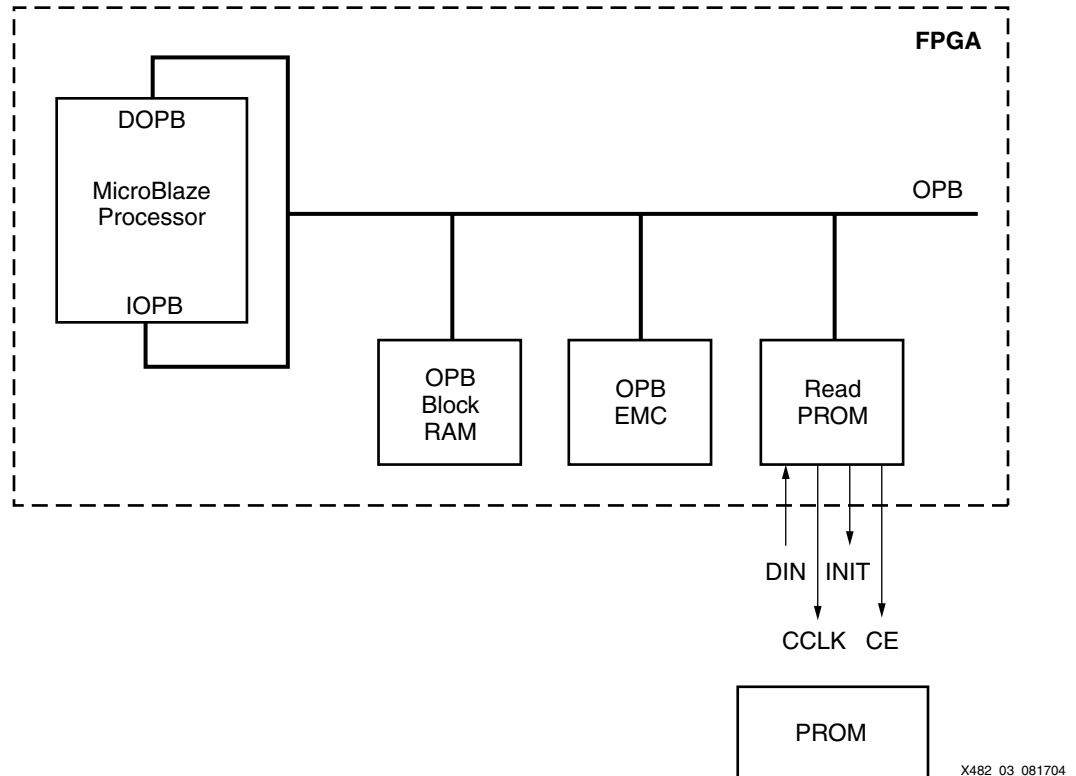 FPGA
DOPB
MicroBlaze
Processor
OPB
IOPB
OPB
Block
RAM
OPB
EMC
Read
PROM
DIN INIT
CCLK CE
PROM
X482_03_081704